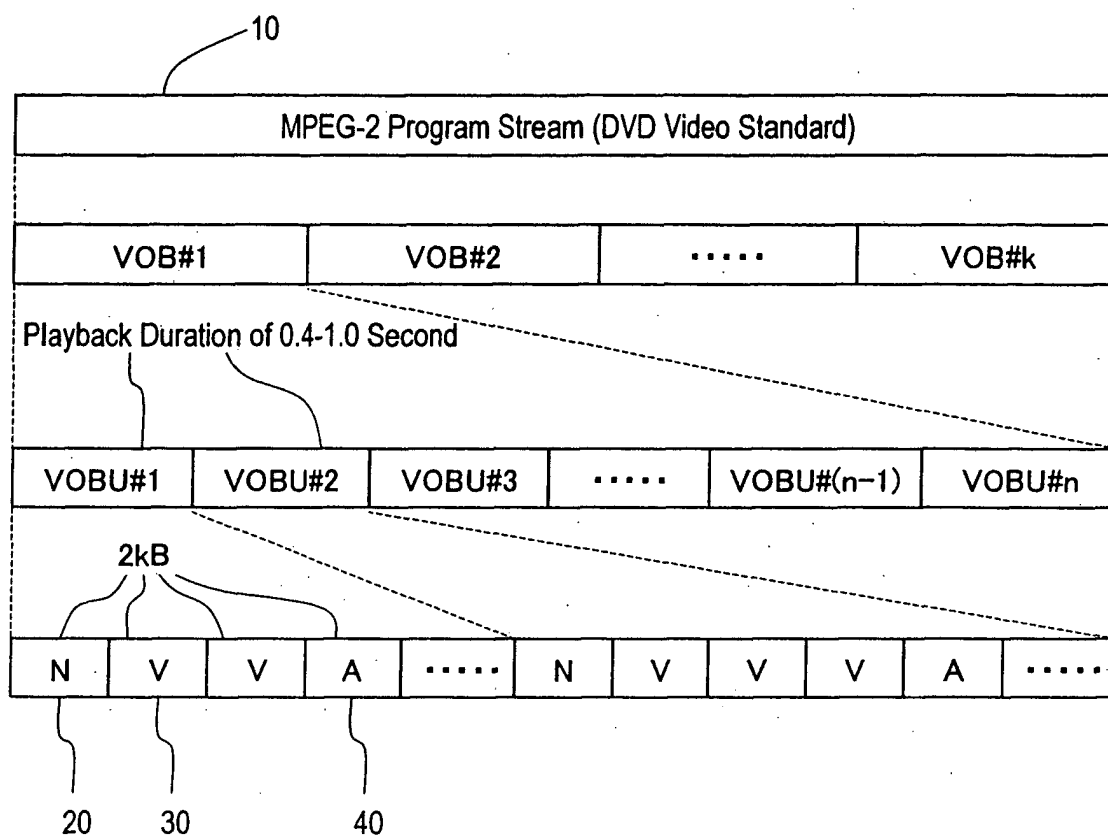 10
MPEG-2 Program Stream (DVD Video Standard)
VOB#1 VOB#2 ····· VOB#k
Playback Duration of 0.4-1.0 Second
VOBU#1 VOBU#2 VOBU#3 ····· VOBU#(n-1) VOBU#n
2kB
N V V A ····· N V V V A ·····
20 30 40